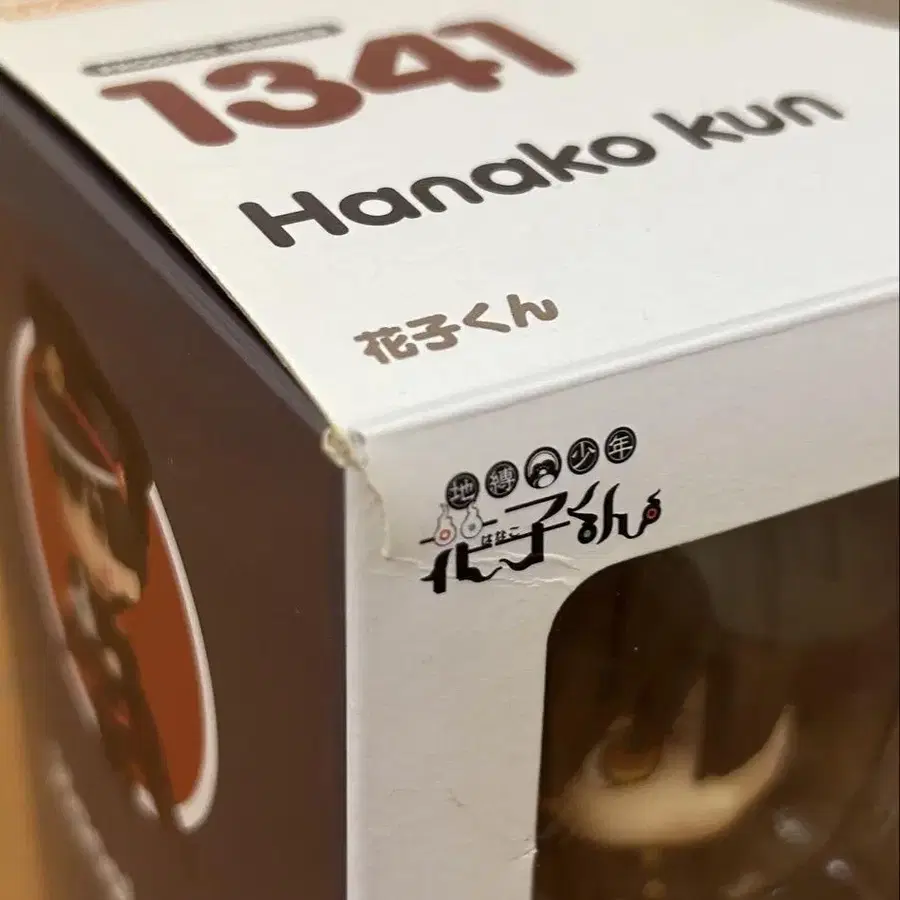 1341
Hanako kun
花子くん
地縛少年
花子くん
はなこ